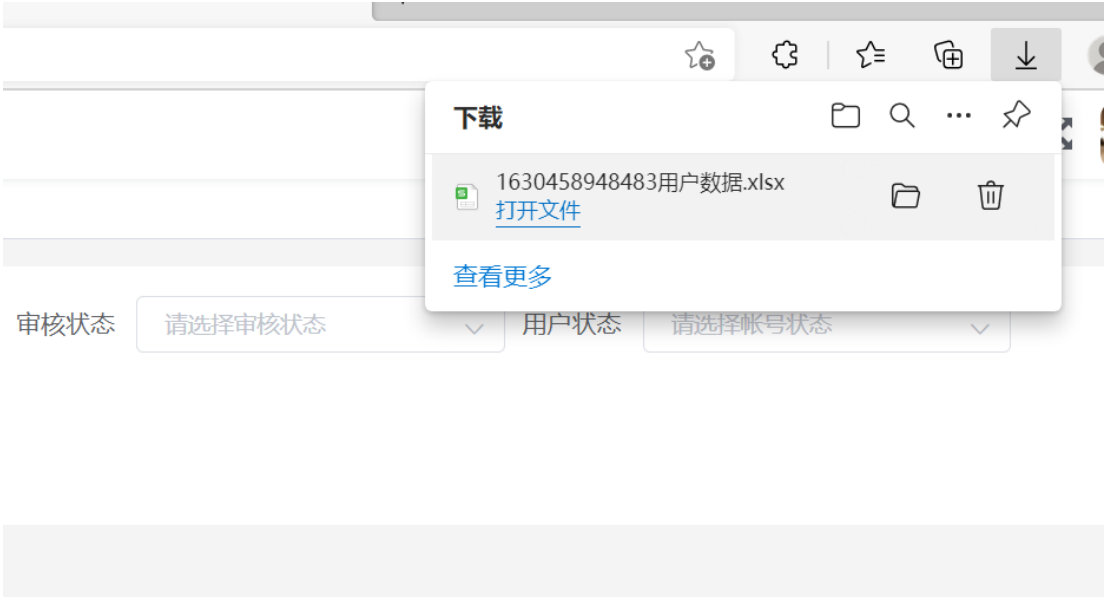 下载
1630458948483用户数据.xlsx
打开文件
查看更多
审核状态 请选择审核状态 用户状态 请选择帐号状态